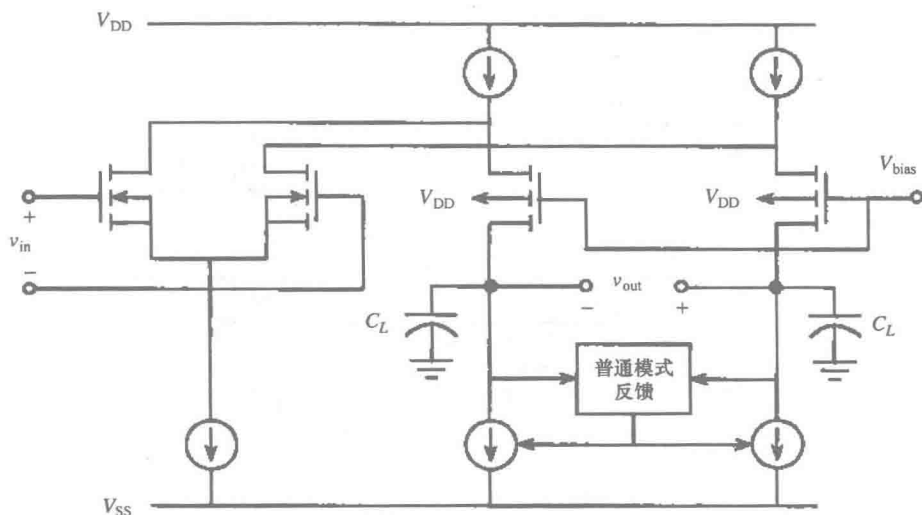 V_DD
V_bias
V_DD
V_DD
+
v_in
−
v_out
−
+
C_L
C_L
普通模式
反馈
V_SS